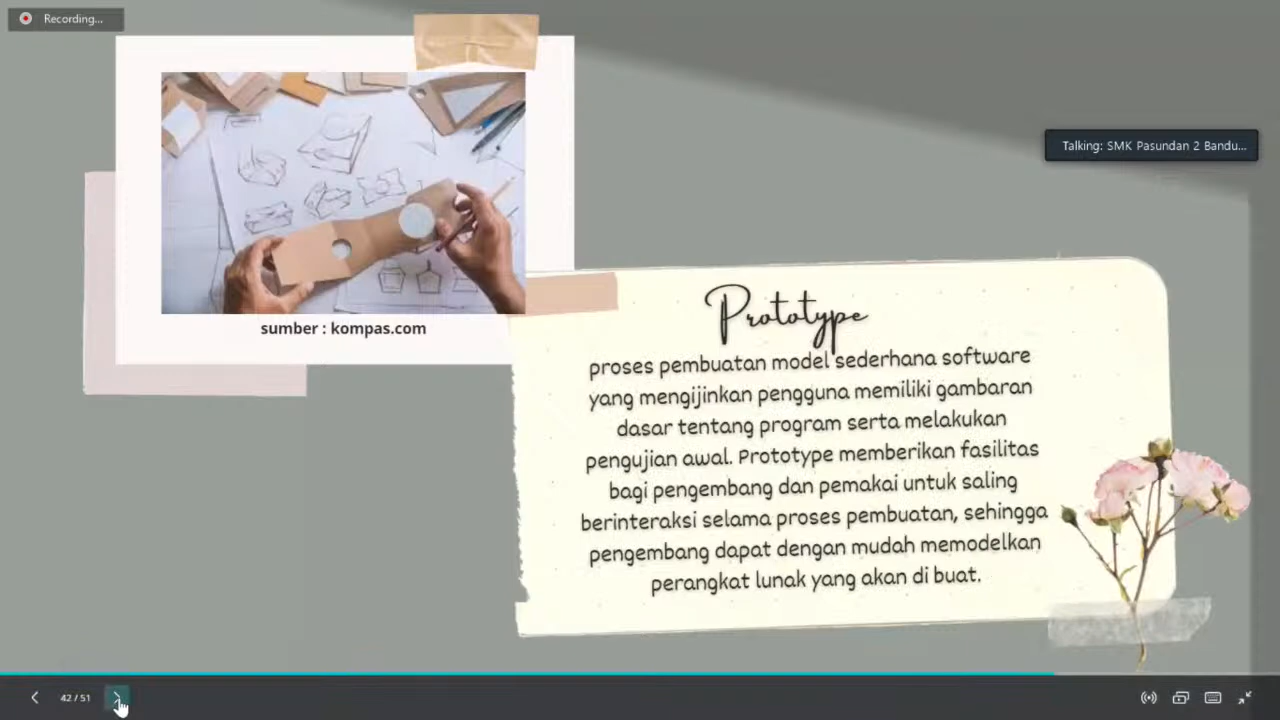 Recording...
Talking: SMK Pasundan 2 Bandu...
sumber : kompas.com
Prototype
proses pembuatan model sederhana software
yang mengijinkan pengguna memiliki gambaran
dasar tentang program serta melakukan
pengujian awal. Prototype memberikan fasilitas
bagi pengembang dan pemakai untuk saling
berinteraksi selama proses pembuatan, sehingga
pengembang dapat dengan mudah memodelkan
perangkat lunak yang akan di buat.
42 / 51